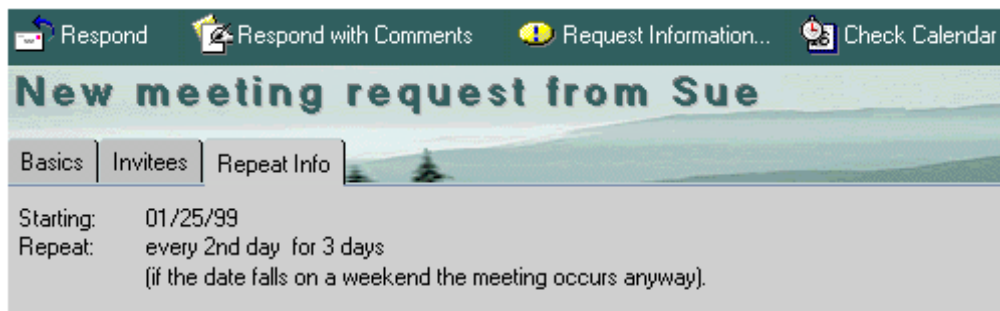 Respond Respond with Comments Request Information... Check Calendar
New meeting request from Sue
Basics Invitees Repeat Info
Starting: 01/25/99
Repeat: every 2nd day for 3 days
(if the date falls on a weekend the meeting occurs anyway).